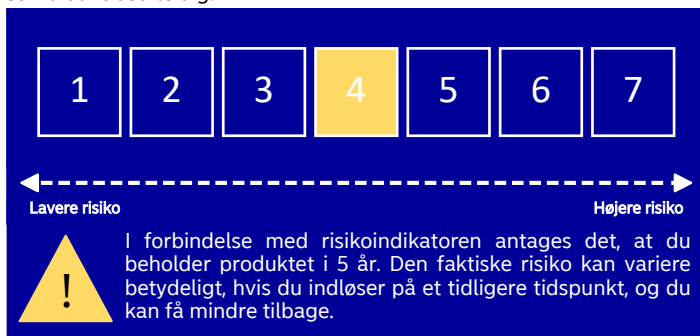 1 2 3 4 5 6 7
Lavere risiko Højere risiko
!
I forbindelse med risikoindikatoren antages det, at du
beholder produktet i 5 år. Den faktiske risiko kan variere
betydeligt, hvis du indløser på et tidligere tidspunkt, og du
kan få mindre tilbage.